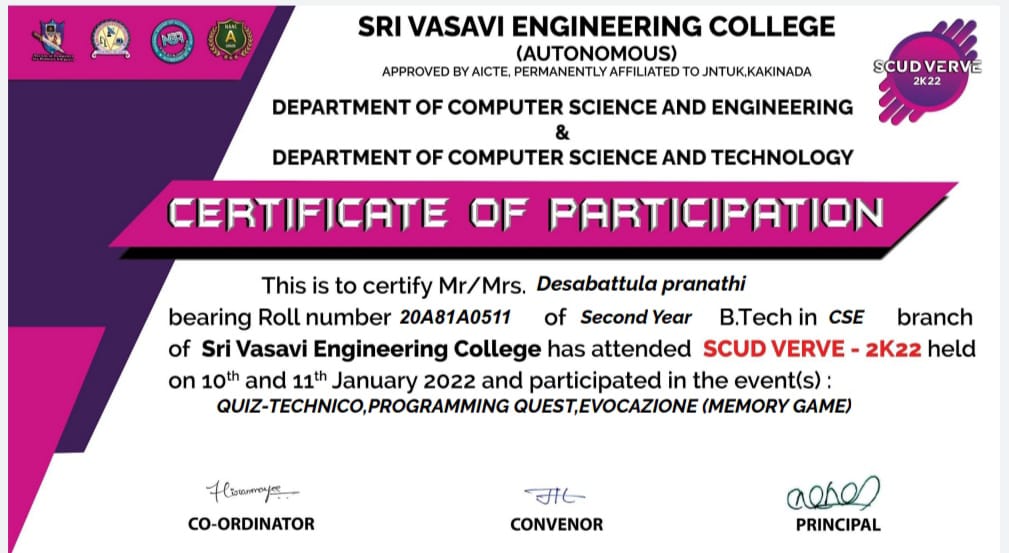 SRI VASAVI ENGINEERING COLLEGE
(AUTONOMOUS)
APPROVED BY AICTE, PERMANENTLY AFFILIATED TO JNTUK,KAKINADA
SCUD VERVE
2K22
NBA
A
DEPARTMENT OF COMPUTER SCIENCE AND ENGINEERING
&
DEPARTMENT OF COMPUTER SCIENCE AND TECHNOLOGY
CERTIFICATE OF PARTICIPATION
This is to certify Mr/Mrs. Desabattula pranathi
bearing Roll number 20A81A0511 of Second Year B.Tech in CSE branch
of Sri Vasavi Engineering College has attended SCUD VERVE - 2K22 held
on 10th and 11th January 2022 and participated in the event(s) :
QUIZ-TECHNICO,PROGRAMMING QUEST,EVOCAZIONE (MEMORY GAME)
CO-ORDINATOR
CONVENOR
PRINCIPAL